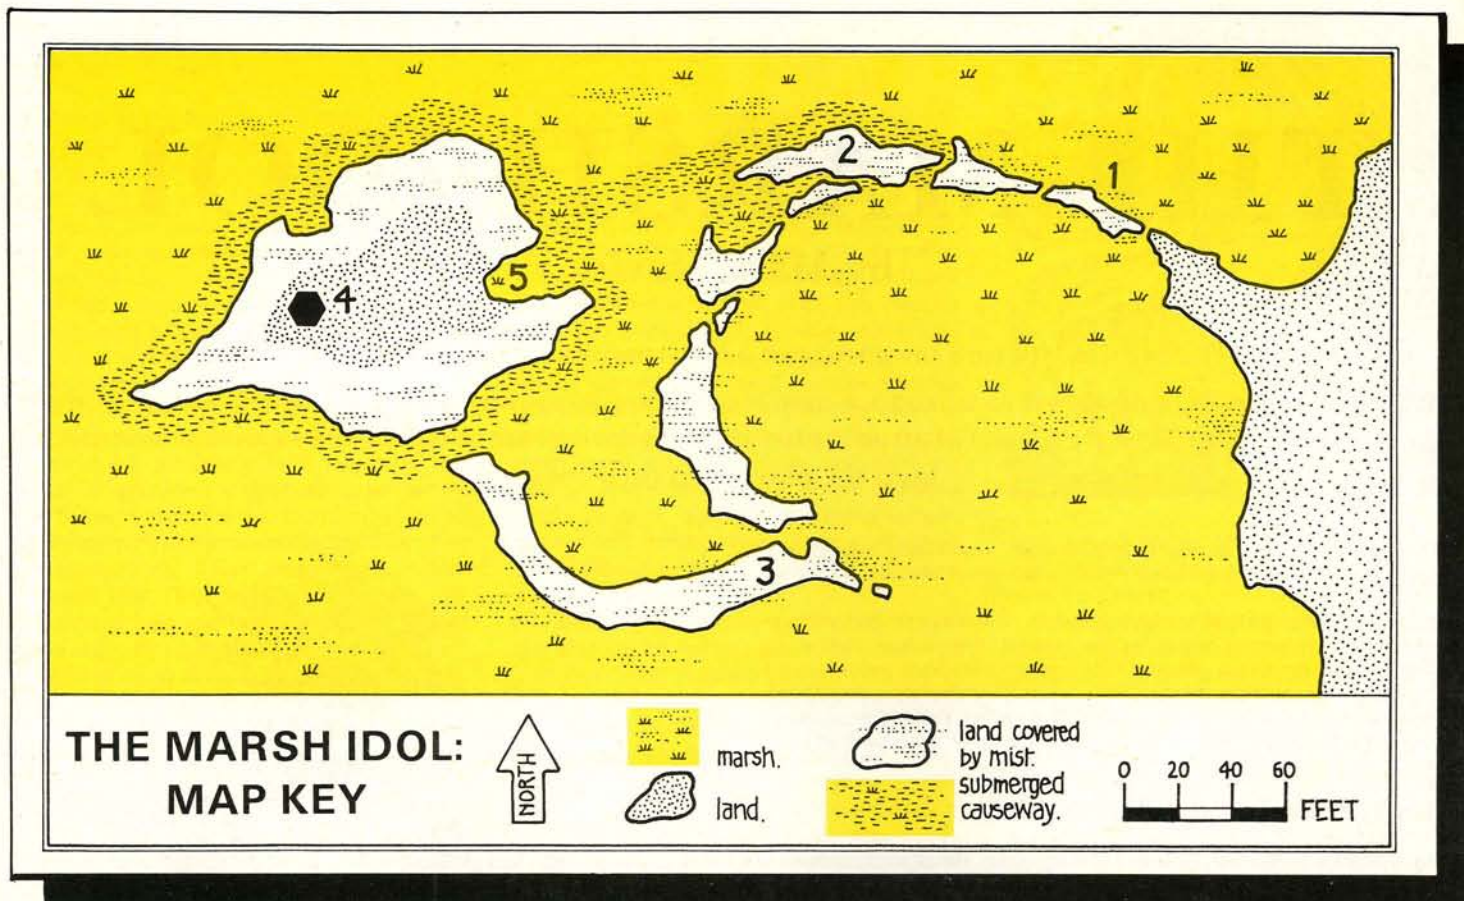 1
2
3
4
5
THE MARSH IDOL:
MAP KEY
NORTH
marsh.
land.
land covered
by mist.
submerged
causeway.
0 20 40 60
FEET